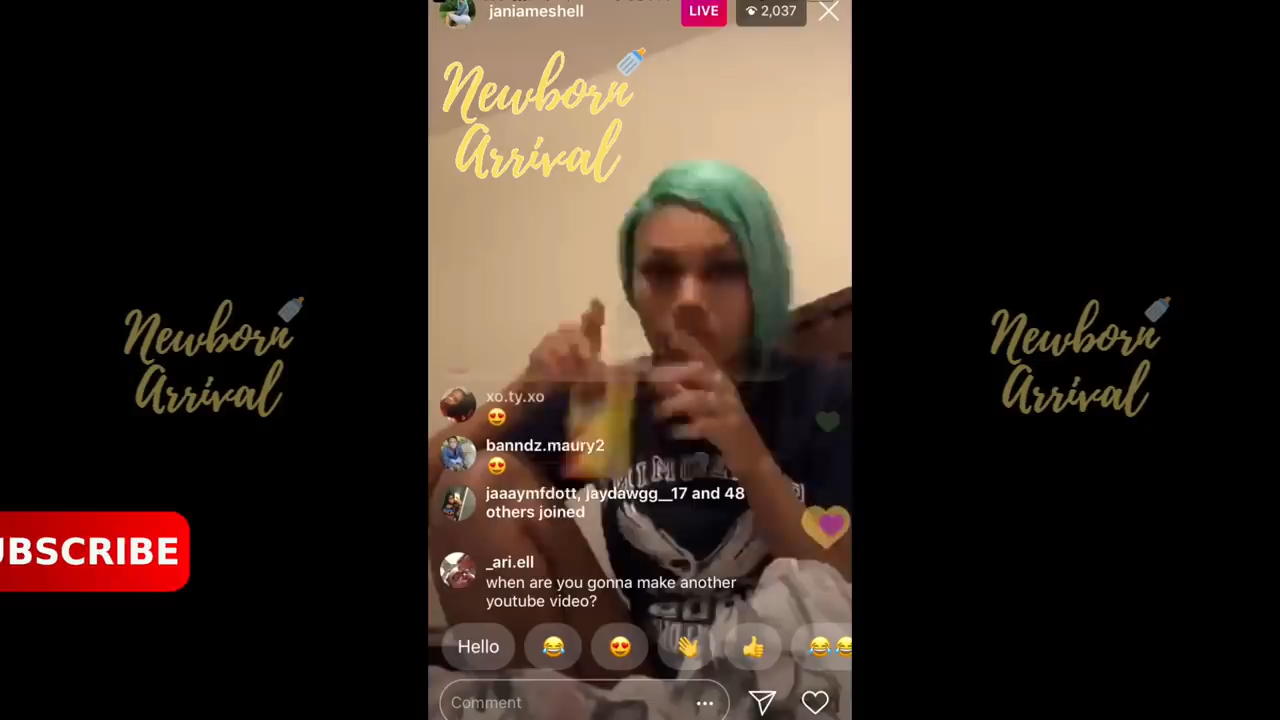 janiameshell
LIVE
2,037
Newborn
Arrival
Newborn
Arrival
Newborn
Arrival
xo.ty.xo
😍
banndz.maury2
😍
jaaaymfdott, jaydawgg__17 and 48
others joined
UBSCRIBE
_ari.ell
when are you gonna make another
youtube video?
Hello 😂 😍 👋 👍 😂😂
Comment